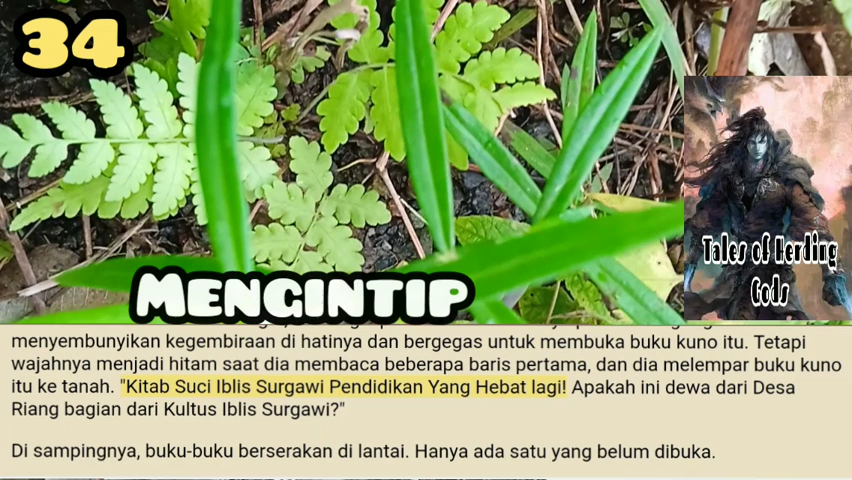 34
Tales of Herding
Gods
MENGINTIP
menyembunyikan kegembiraan di hatinya dan bergegas untuk membuka buku kuno itu. Tetapi
wajahnya menjadi hitam saat dia membaca beberapa baris pertama, dan dia melempar buku kuno
itu ke tanah. "Kitab Suci Iblis Surgawi Pendidikan Yang Hebat lagi! Apakah ini dewa dari Desa
Riang bagian dari Kultus Iblis Surgawi?"
Di sampingnya, buku-buku berserakan di lantai. Hanya ada satu yang belum dibuka.